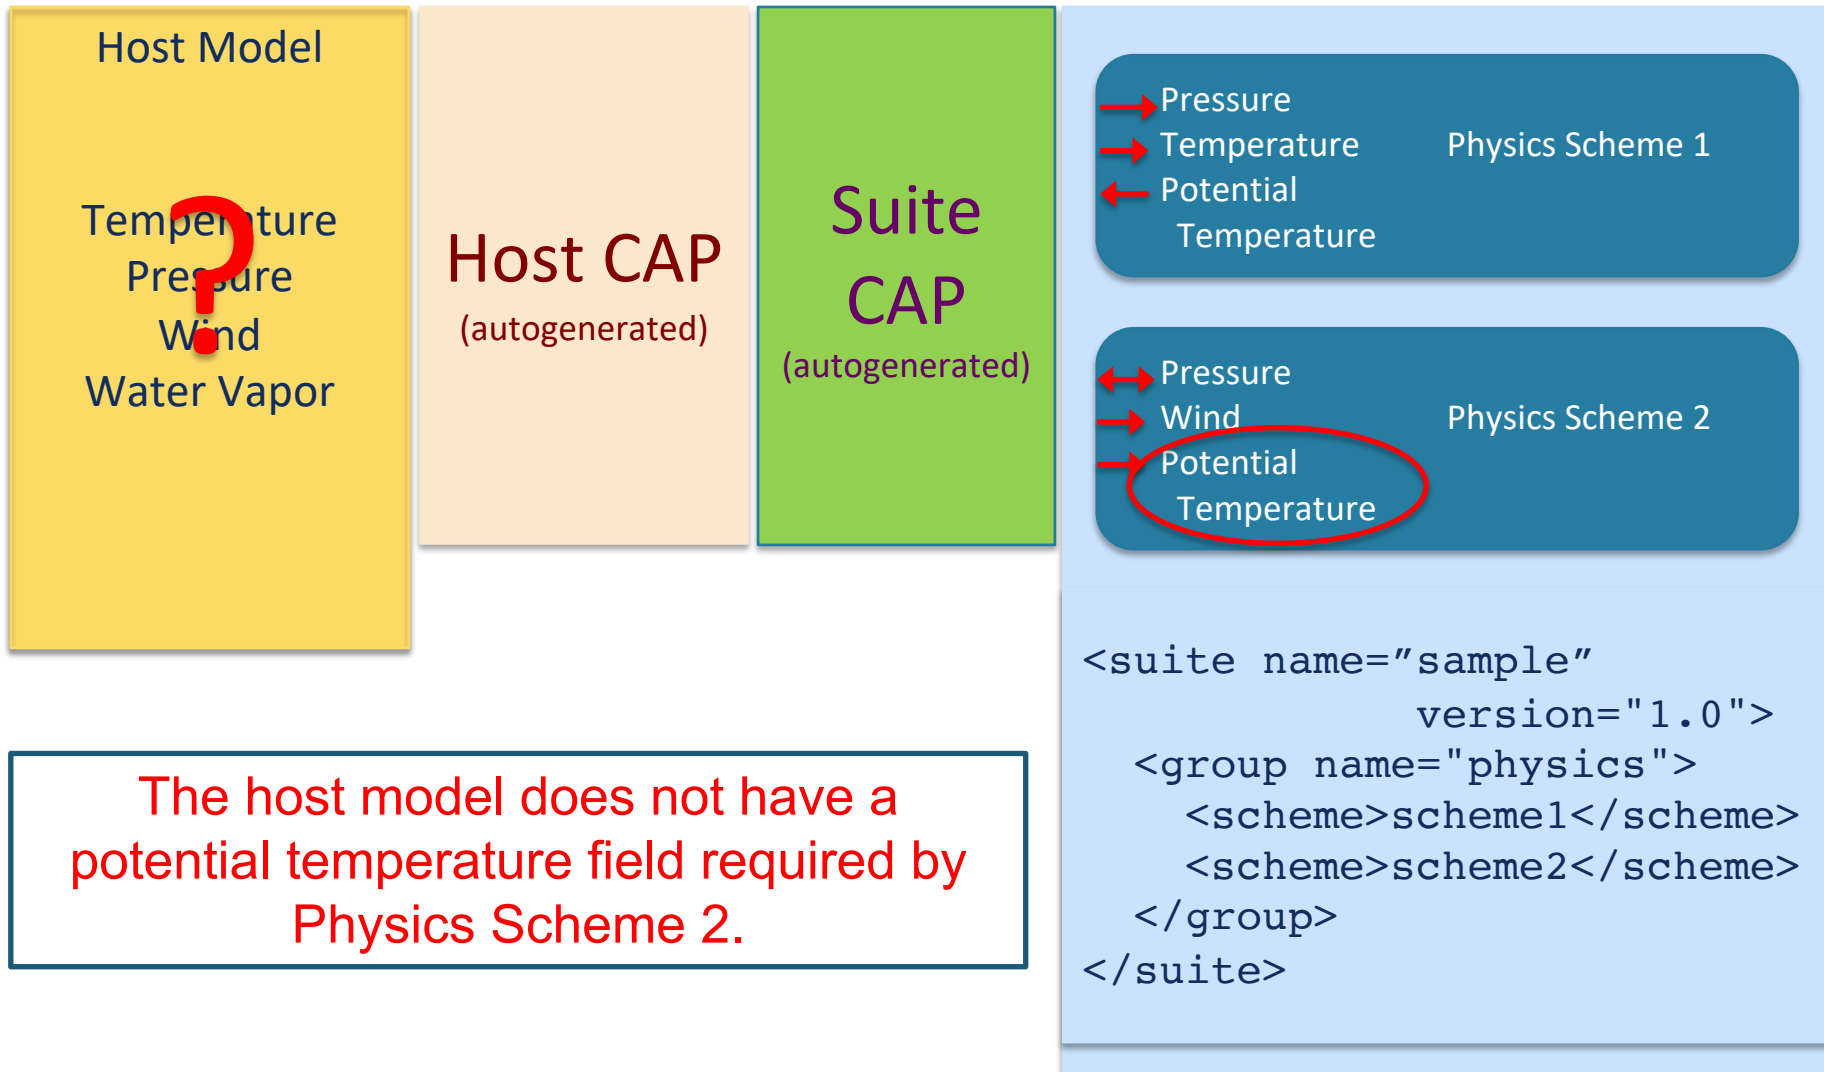 Host Model
Temperature
Pressure
Wind
Water Vapor
?
Host CAP
(autogenerated)
Suite
CAP
(autogenerated)
Pressure
Temperature
Potential
Temperature
Physics Scheme 1
Pressure
Wind
Potential
Temperature
Physics Scheme 2
The host model does not have a
potential temperature field required by
Physics Scheme 2.
<suite name=”sample”
version="1.0">
<group name="physics">
<scheme>scheme1</scheme>
<scheme>scheme2</scheme>
</group>
</suite>